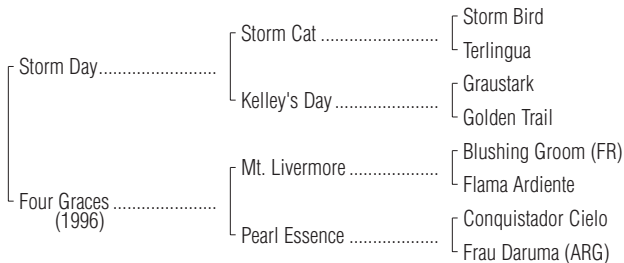 Storm Bird
Storm Cat
Terlingua
Storm Day
Graustark
Kelley's Day
Golden Trail
Blushing Groom (FR)
Mt. Livermore
Flama Ardiente
Four Graces
(1996)
Conquistador Cielo
Pearl Essence
Frau Daruma (ARG)